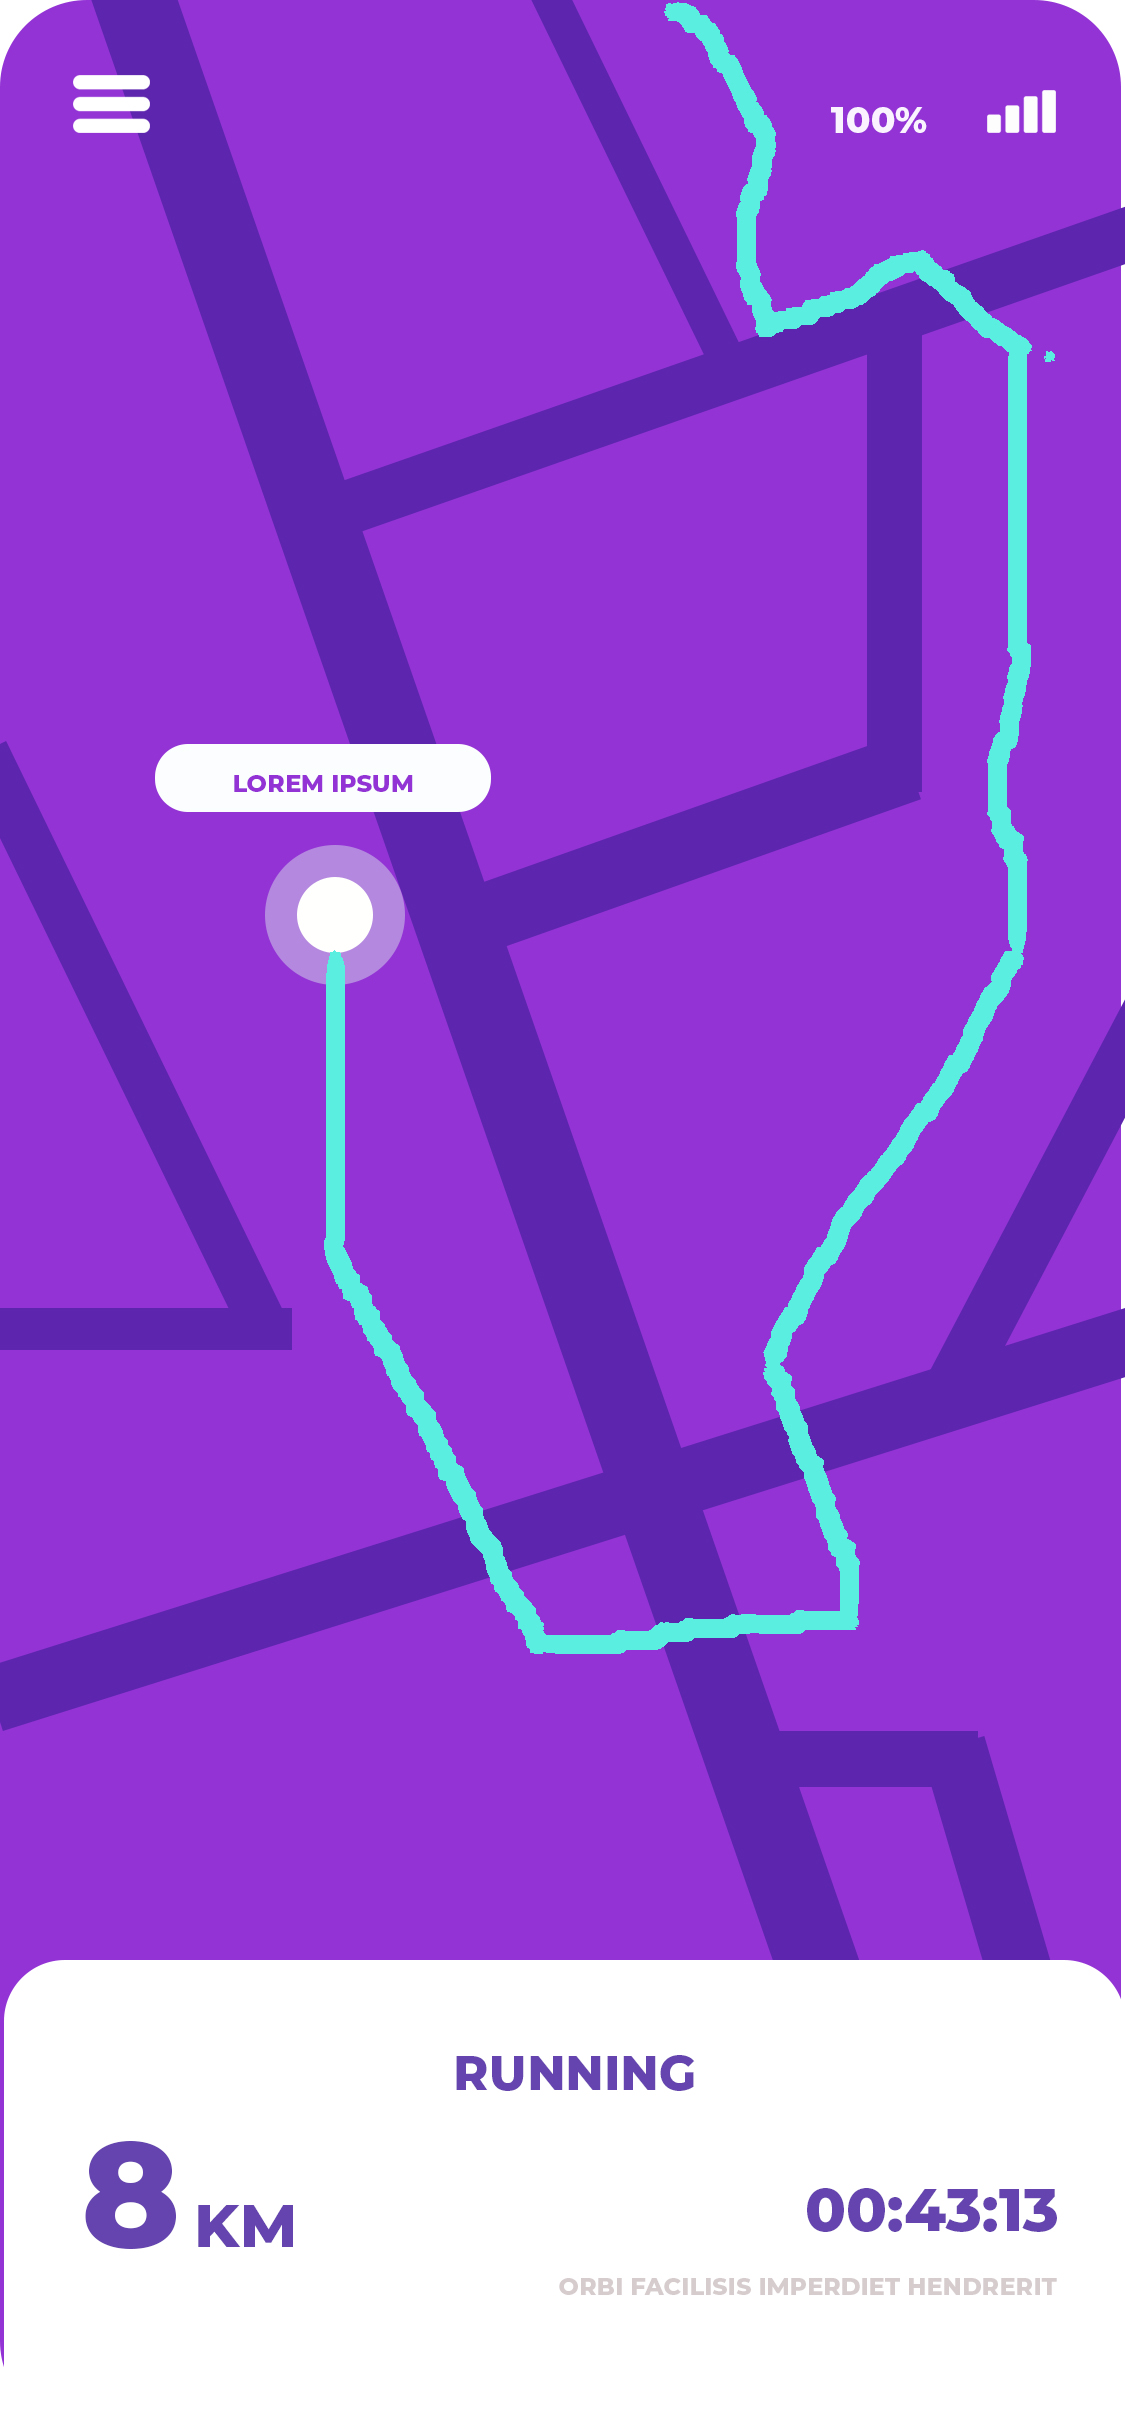 100%
LOREM IPSUM
RUNNING
8 KM
00:43:13
ORBI FACILISIS IMPERDIET HENDRERIT